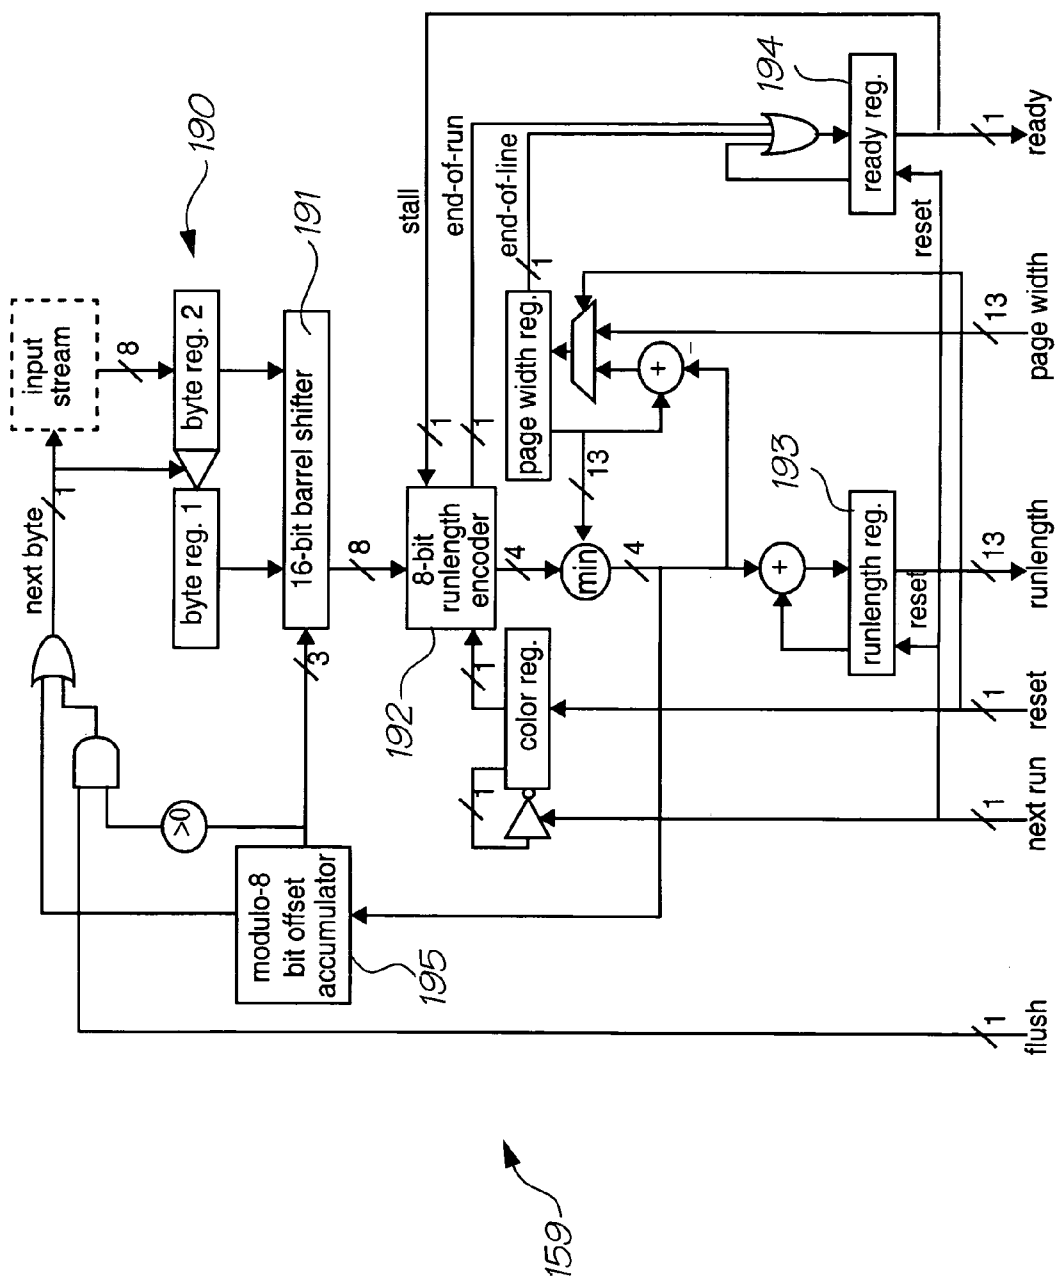 input
stream
190
next byte
1
8
byte reg. 1
byte reg. 2
16-bit barrel shifter
191
>0
3
8
modulo-8
bit offset
accumulator
195
192
8-bit
runlength
encoder
stall
1
end-of-run
1
end-of-line
1
1
color reg.
1
4
min
4
13
page width reg.
+
-
+
runlength reg.
193
reset
ready reg.
194
reset
1
flush
1
next run
1
reset
13
runlength
13
page width
1
ready
159